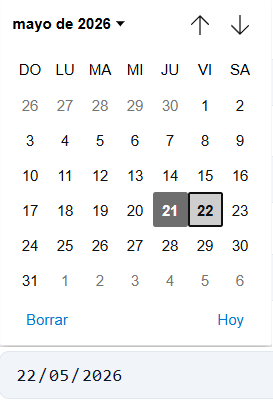 mayo de 2026
DO LU MA MI JU VI SA
26 27 28 29 30 1 2
3 4 5 6 7 8 9
10 11 12 13 14 15 16
17 18 19 20 21 22 23
24 25 26 27 28 29 30
31 1 2 3 4 5 6
Borrar Hoy
22/05/2026